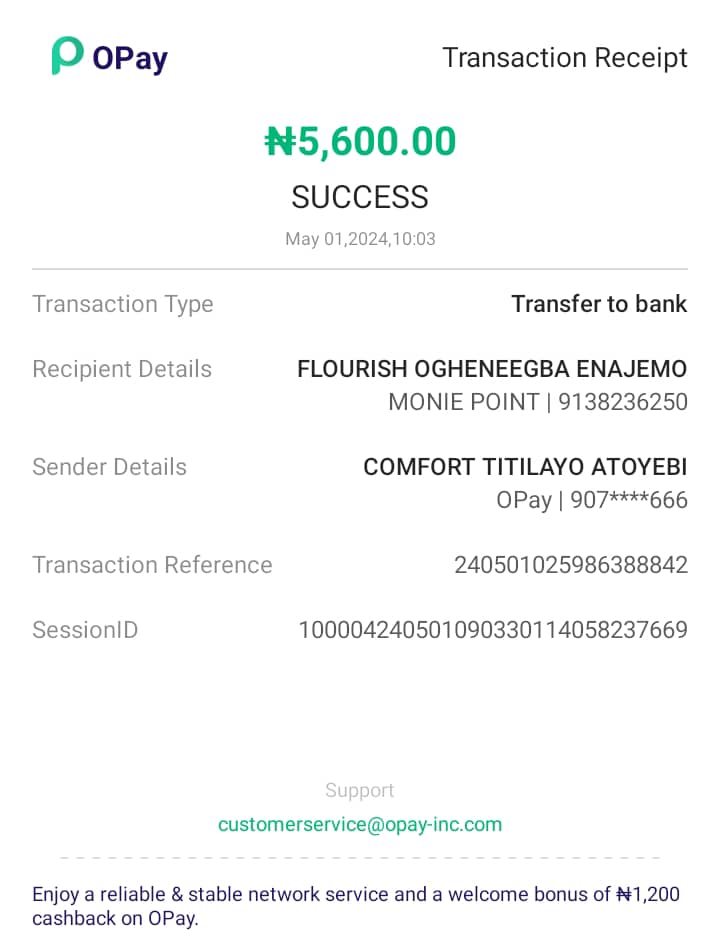 OPay
Transaction Receipt
₦5,600.00
SUCCESS
May 01,2024,10:03
Transaction Type Transfer to bank
Recipient Details FLOURISH OGHENEEGBA ENAJEMO
MONIE POINT | 9138236250
Sender Details COMFORT TITILAYO ATOYEBI
OPay | 907****666
Transaction Reference 240501025986388842
SessionID 100004240501090330114058237669
Support
customerservice@opay-inc.com
Enjoy a reliable & stable network service and a welcome bonus of ₦1,200
cashback on OPay.